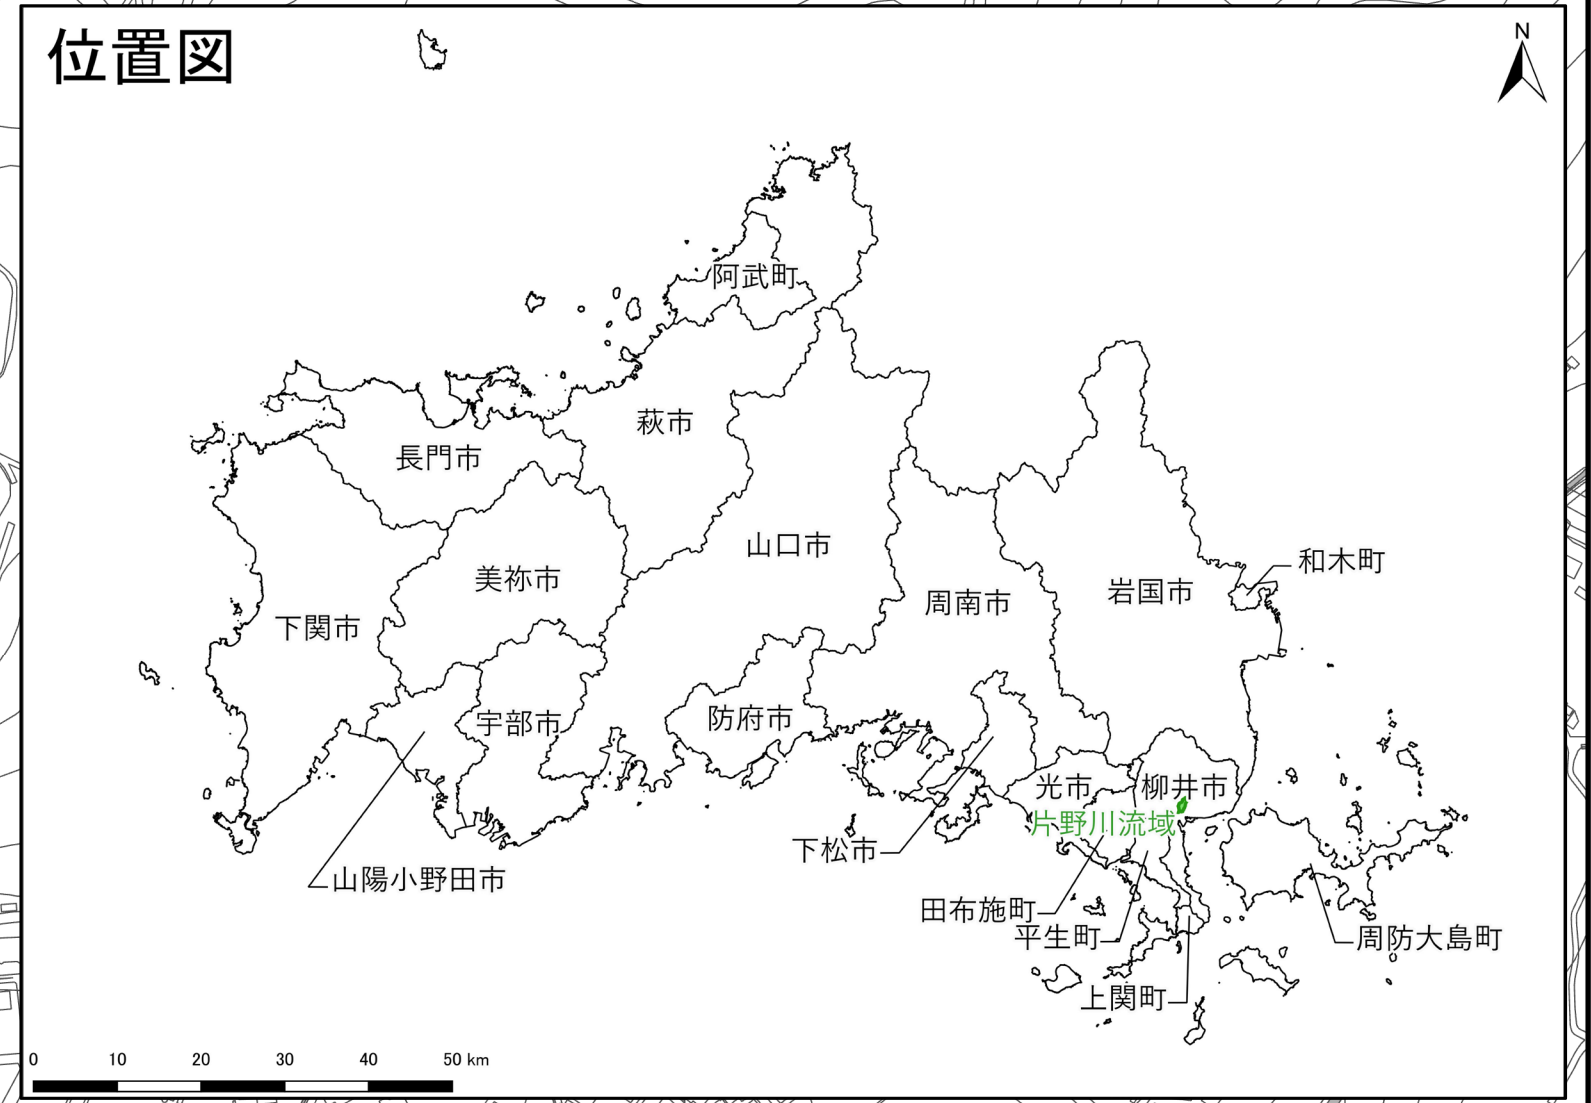 位置図
N
阿武町
萩市
長門市
山口市
和木町
美祢市
岩国市
周南市
下関市
防府市
宇部市
光市
柳井市
片野川流域
下松市
山陽小野田市
田布施町
平生町
周防大島町
上関町
0 10 20 30 40 50 km